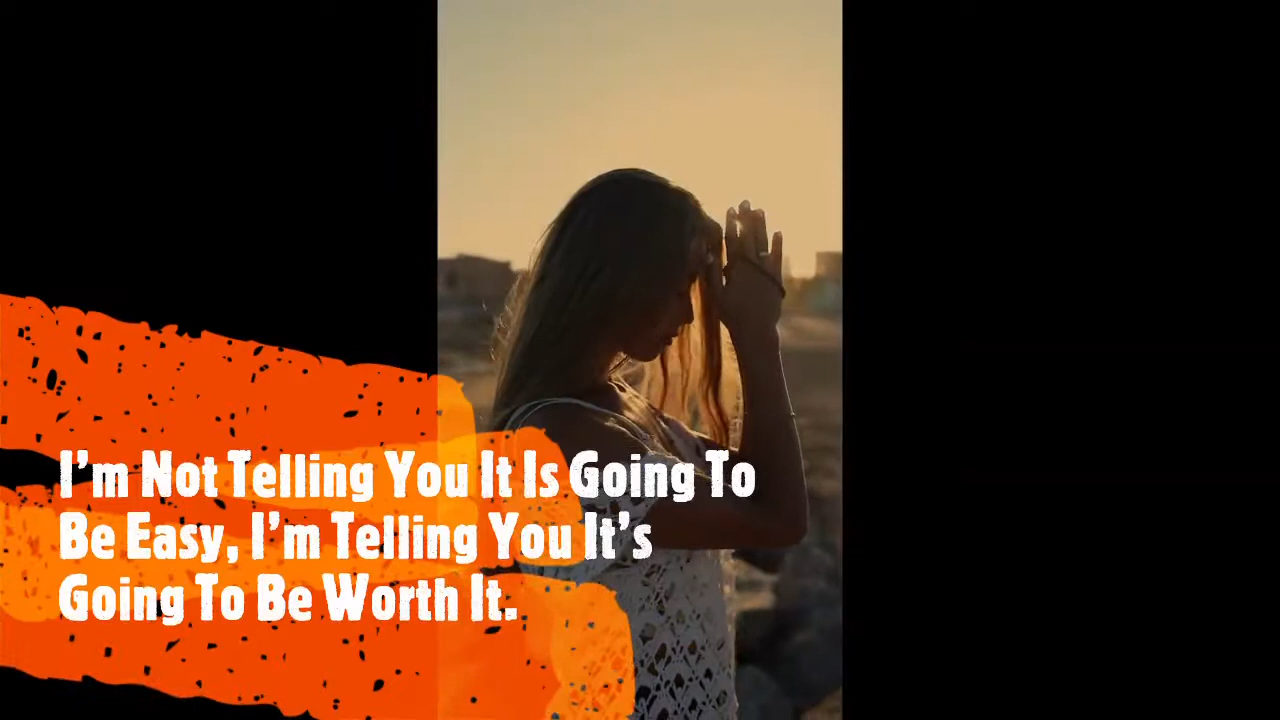 I'm Not Telling You It Is Going To
Be Easy, I'm Telling You It's
Going To Be Worth It.